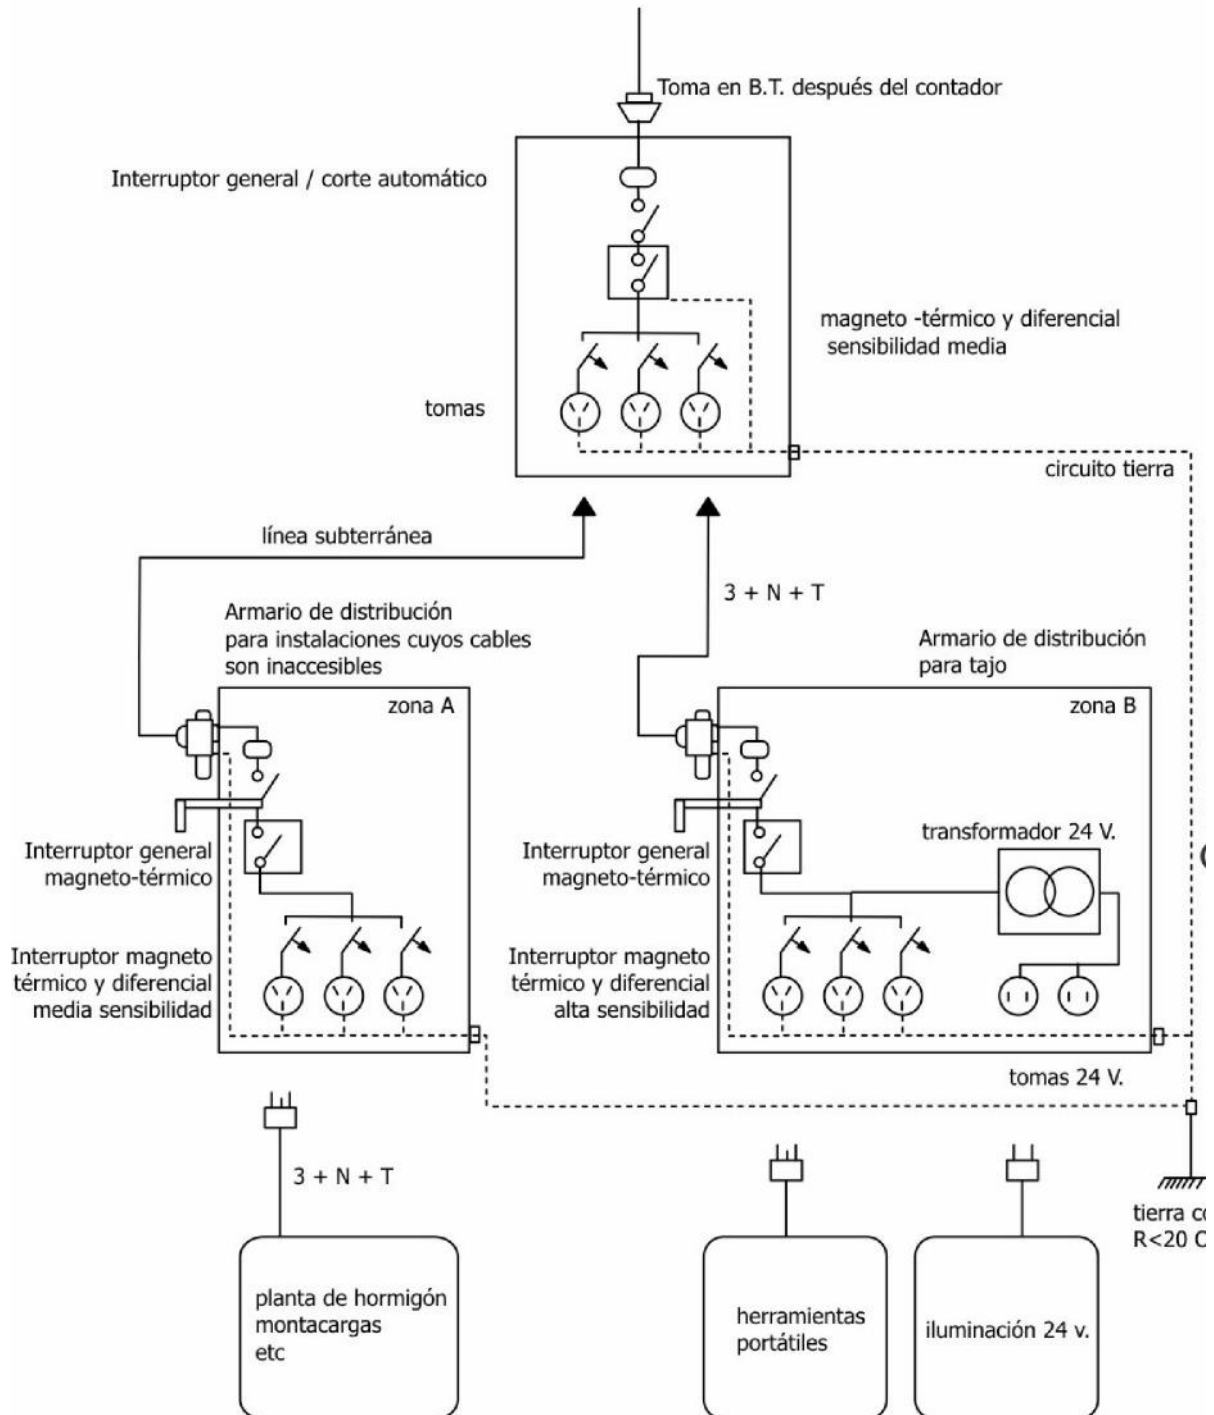 Toma en B.T. después del contador
Interruptor general / corte automático
magneto -térmico y diferencial
sensibilidad media
tomas
circuito tierra
línea subterránea
3 + N + T
Armario de distribución
para instalaciones cuyos cables
son inaccesibles
Armario de distribución
para tajo
zona A
zona B
Interruptor general
magneto-térmico
Interruptor general
magneto-térmico
transformador 24 V.
Interruptor magneto
térmico y diferencial
media sensibilidad
Interruptor magneto
térmico y diferencial
alta sensibilidad
tomas 24 V.
3 + N + T
tierra
R<20
planta de hormigón
montacargas
etc
herramientas
portátiles
iluminación 24 v.